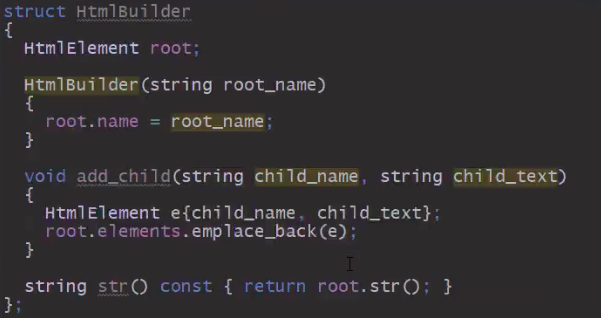 struct HtmlBuilder
{
  HtmlElement root;

  HtmlBuilder(string root_name)
  {
    root.name = root_name;
  }

  void add_child(string child_name, string child_text)
  {
    HtmlElement e{child_name, child_text};
    root.elements.emplace_back(e);
  }

  string str() const { return root.str(); }
};